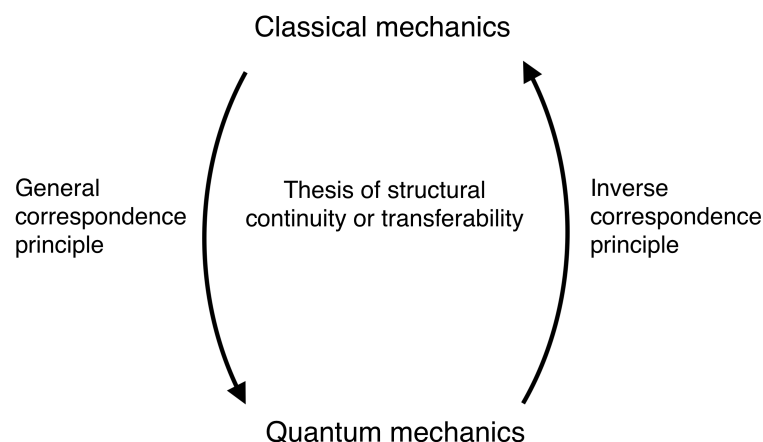 Classical mechanics
General
correspondence
principle
Thesis of structural
continuity or transferability
Inverse
correspondence
principle
Quantum mechanics